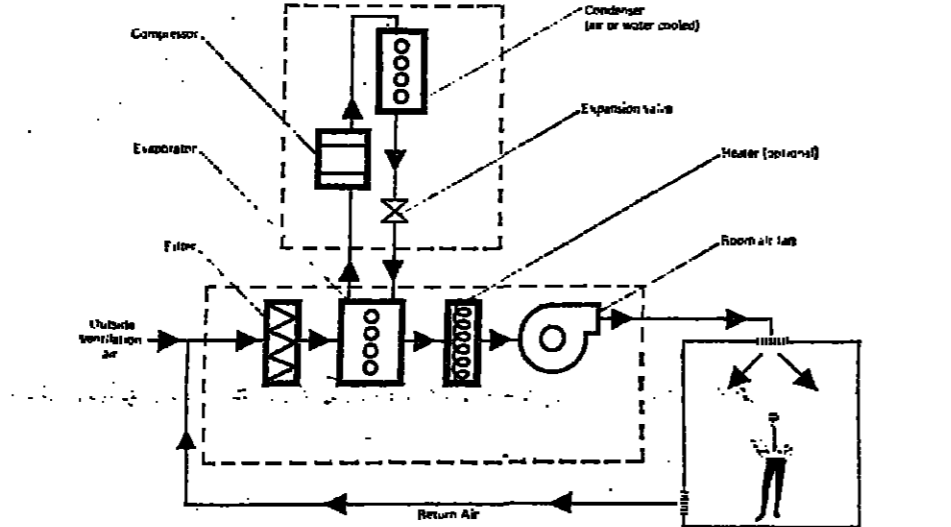 Condenser
(air or water cooled)
Compressor
Expansion valve
Evaporator
Heater (optional)
Filter
Room air fan
Outside
ventilation
air
Return Air